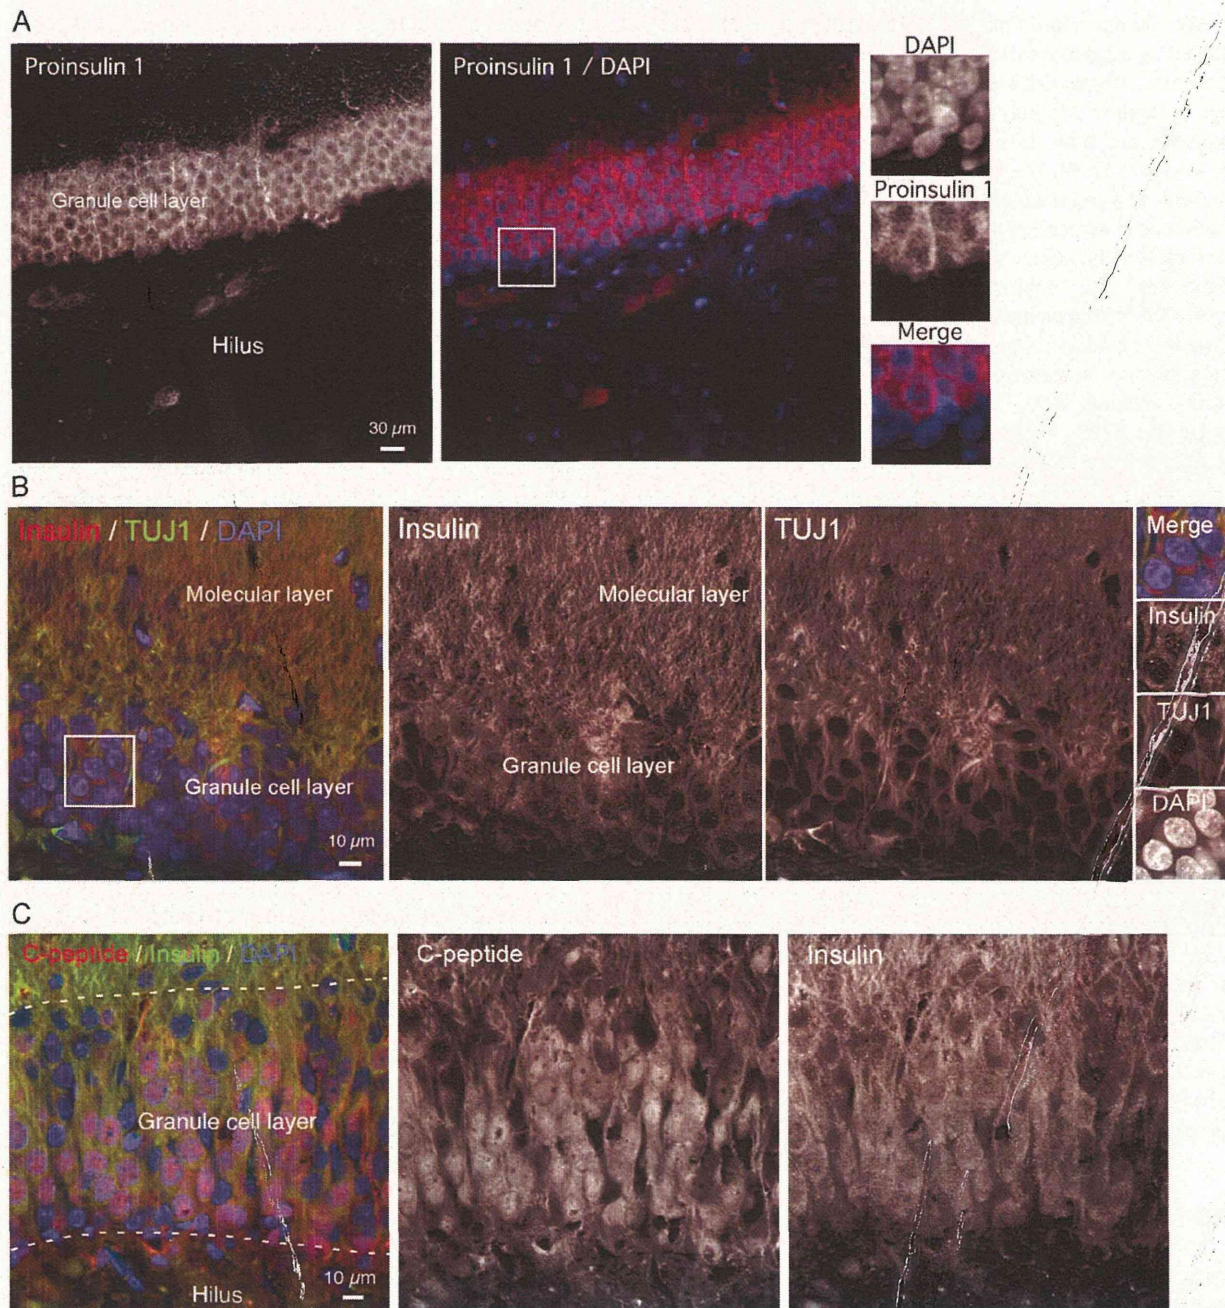 A
Proinsulin 1
Granule cell layer
Hilus
30 µm
Proinsulin 1 / DAPI
DAPI
Proinsulin 1
Merge
B
Insulin / TUJ1 / DAPI
Molecular layer
Granule cell layer
10 µm
Insulin
Molecular layer
Granule cell layer
TUJ1
Merge
Insulin
TUJ1
DAPI
C
C-peptide / Insulin / DAPI
Granule cell layer
Hilus
10 µm
C-peptide
Insulin